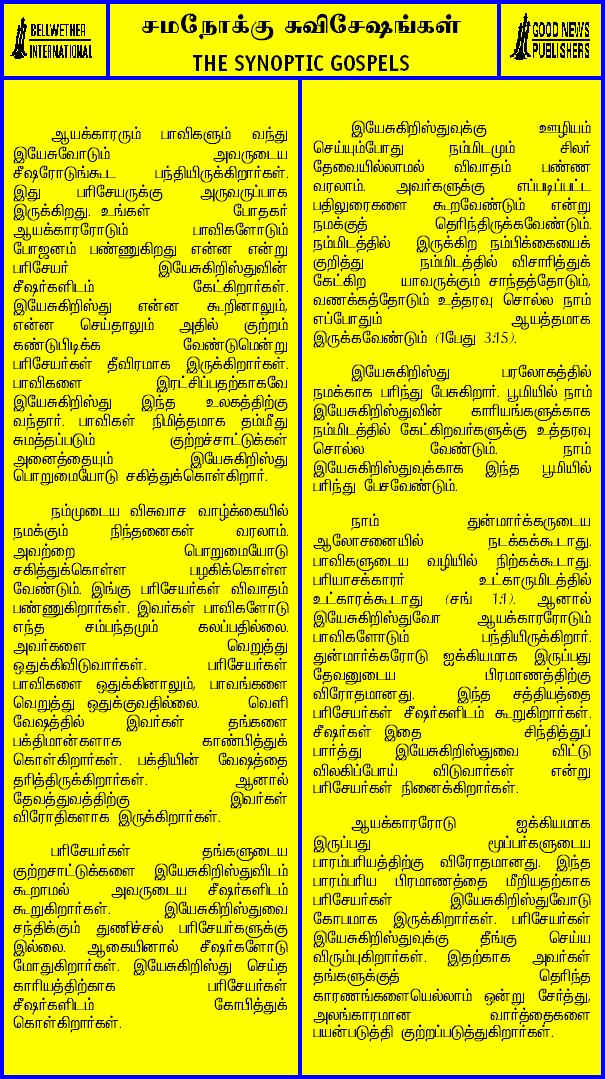 BELLWETHER
INTERNATIONAL
சமநோக்கு சுவிசேஷங்கள்
THE SYNOPTIC GOSPELS
GOOD NEWS
PUBLISHERS
ஆயக்காரரும் பாவிகளும் வந்து
இயேசுவோடும் அவருடைய
சீஷரோடுங்கூட பந்தியிருக்கிறார்கள்.
இது பரிசேயருக்கு அருவருப்பாக
இருக்கிறது. உங்கள் போதகர்
ஆயக்காரரோடும் பாவிகளோடும்
போஜனம் பண்ணுகிறது என்ன என்று
பரிசேயர் இயேசுகிறிஸ்துவின்
சீஷர்களிடம் கேட்கிறார்கள்.
இயேசுகிறிஸ்து என்ன கூறினாலும்,
என்ன செய்தாலும் அதில் குற்றம்
கண்டுபிடிக்க வேண்டுமென்று
பரிசேயர்கள் தீவிரமாக இருக்கிறார்கள்.
பாவிகளை இரட்சிப்பதற்காகவே
இயேசுகிறிஸ்து இந்த உலகத்திற்கு
வந்தார். பாவிகள் நிமித்தமாக தம்மீது
சுமத்தப்படும் குற்றச்சாட்டுக்கள்
அனைத்தையும் இயேசுகிறிஸ்து
பொறுமையோடு சகித்துக்கொள்கிறார்.
நம்முடைய விசுவாச வாழ்க்கையில்
நமக்கும் நிந்தனைகள் வரலாம்.
அவற்றை பொறுமையோடு
சகித்துக்கொள்ள பழகிக்கொள்ள
வேண்டும். இங்கு பரிசேயர்கள் விவாதம்
பண்ணுகிறார்கள். இவர்கள் பாவிகளோடு
எந்த சம்பந்தமும் கலப்பதில்லை.
அவர்களை வெறுத்து
ஒதுக்கிவிடுவார்கள். பரிசேயர்கள்
பாவிகளை ஒதுக்கினாலும், பாவங்களை
வெறுத்து ஒதுக்குவதில்லை. வெளி
வேஷத்தில் இவர்கள் தங்களை
பக்திமான்களாக காண்பித்துக்
கொள்கிறார்கள். பக்தியின் வேஷத்தை
தரித்திருக்கிறார்கள். ஆனால்
தேவத்துவத்திற்கு இவர்கள்
விரோதிகளாக இருக்கிறார்கள்.
பரிசேயர்கள் தங்களுடைய
குற்றசாட்டுக்களை இயேசுகிறிஸ்துவிடம்
கூறாமல் அவருடைய சீஷர்களிடம்
கூறுகிறார்கள். இயேசுகிறிஸ்துவை
சந்திக்கும் துணிச்சல் பரிசேயர்களுக்கு
இல்லை. ஆகையினால் சீஷர்களோடு
மோதுகிறார்கள். இயேசுகிறிஸ்து செய்த
காரியத்திற்காக பரிசேயர்கள்
சீஷர்களிடம் கோபித்துக்
கொள்கிறார்கள்.
இயேசுகிறிஸ்துவுக்கு ஊழியம்
செய்யும்போது நம்மிடமும் சிலர்
தேவையில்லாமல் விவாதம் பண்ண
வரலாம். அவர்களுக்கு எப்படிப்பட்ட
பதிலுரைகளை கூறவேண்டும் என்று
நமக்குத் தெரிந்திருக்கவேண்டும்.
நம்மிடத்தில் இருக்கிற நம்பிக்கையைக்
குறித்து நம்மிடத்தில் விசாரித்துக்
கேட்கிற யாவருக்கும் சாந்தத்தோடும்,
வணக்கத்தோடும் உத்தரவு சொல்ல நாம்
எப்போதும் ஆயத்தமாக
இருக்கவேண்டும் (1பேது 3:15).
இயேசுகிறிஸ்து பரலோகத்தில்
நமக்காக பரிந்து பேசுகிறார். பூமியில் நாம்
இயேசுகிறிஸ்துவின் காரியங்களுக்காக
நம்மிடத்தில் கேட்கிறவர்களுக்கு உத்தரவு
சொல்ல வேண்டும். நாம்
இயேசுகிறிஸ்துவுக்காக இந்த பூமியில்
பரிந்து பேசவேண்டும்.
நாம் துன்மார்க்கருடைய
ஆலோசனையில் நடக்கக்கூடாது.
பாவிகளுடைய வழியில் நிற்கக்கூடாது.
பரியாசக்காரர் உட்காருமிடத்தில்
உட்காரக்கூடாது (சங் 1:1). ஆனால்
இயேசுகிறிஸ்துவோ ஆயக்காரரோடும்
பாவிகளோடும் பந்தியிருக்கிறார்.
துன்மார்க்கரோடு ஐக்கியமாக இருப்பது
தேவனுடைய பிரமாணத்திற்கு
விரோதமானது. இந்த சத்தியத்தை
பரிசேயர்கள் சீஷர்களிடம் கூறுகிறார்கள்.
சீஷர்கள் இதை சிந்தித்துப்
பார்த்து இயேசுகிறிஸ்துவை விட்டு
விலகிப்போய் விடுவார்கள் என்று
பரிசேயர்கள் நினைக்கிறார்கள்.
ஆயக்காரரோடு ஐக்கியமாக
இருப்பது மூப்பர்களுடைய
பாரம்பரியத்திற்கு விரோதமானது. இந்த
பாரம்பரிய பிரமாணத்தை மீறியதற்காக
பரிசேயர்கள் இயேசுகிறிஸ்துவோடு
கோபமாக இருக்கிறார்கள். பரிசேயர்கள்
இயேசுகிறிஸ்துவுக்கு தீங்கு செய்ய
விரும்புகிறார்கள். இதற்காக அவர்கள்
தங்களுக்குத் தெரிந்த
காரணங்களையெல்லாம் ஒன்று சேர்த்து,
அலங்காரமான வார்த்தைகளை
பயன்படுத்தி குற்றப்படுத்துகிறார்கள்.